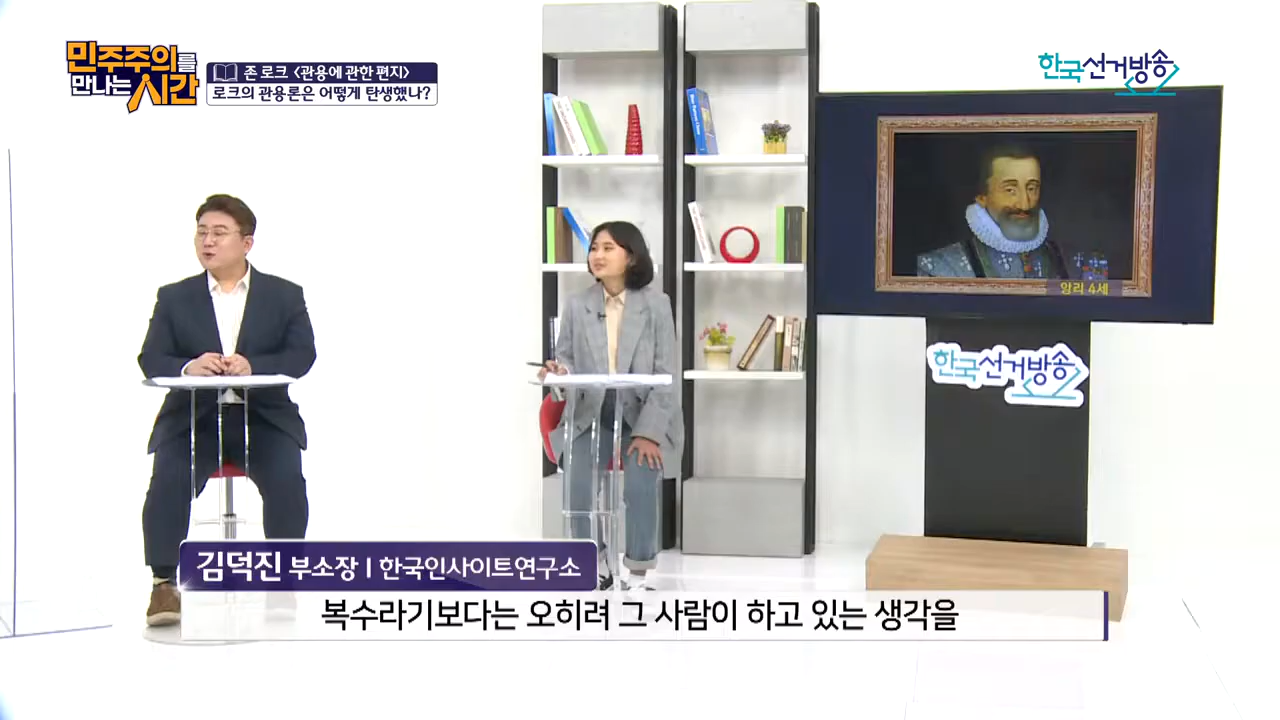 민주주의를
만나는 시간
존 로크 <관용에 관한 편지>
로크의 관용론은 어떻게 탄생했나?
한국선거방송
앙리 4세
한국선거방송
김덕진 부소장 | 한국인사이트연구소
복수라기보다는 오히려 그 사람이 하고 있는 생각을